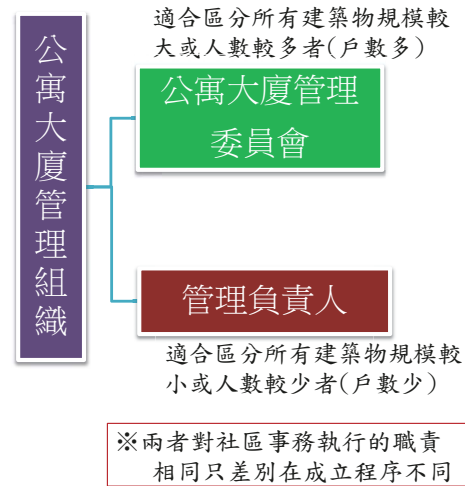 公寓大廈管理組織
適合區分所有建築物規模較
大或人數較多者(戶數多)
公寓大廈管理
委員會
管理負責人
適合區分所有建築物規模較
小或人數較少者(戶數少)
※兩者對社區事務執行的職責
相同只差別在成立程序不同